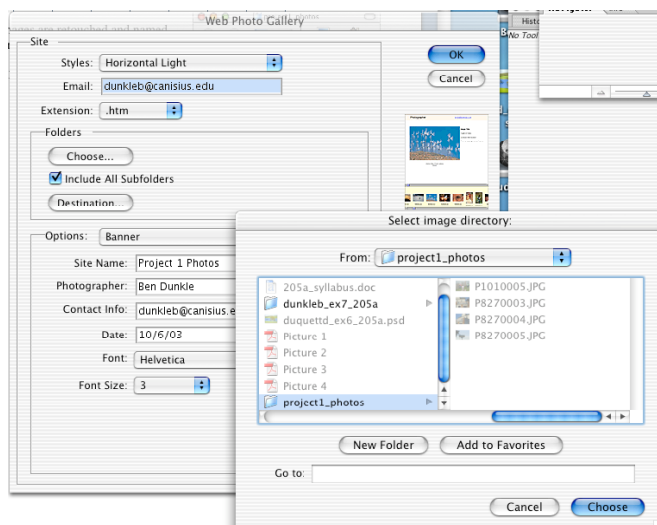 Web Photo Gallery
Site
Styles: Horizontal Light
Email: dunkleb@canisius.edu
Extension: .htm
OK
Cancel
Folders
Choose...
Include All Subfolders
Destination...
Options: Banner
Site Name: Project 1 Photos
Photographer: Ben Dunkle
Contact Info: dunkleb@canisius.e
Date: 10/6/03
Font: Helvetica
Font Size: 3
Histo
No Tool
Select image directory:
From: project1_photos
205a_syllabus.doc
dunkleb_ex7_205a
duquettd_ex6_205a.psd
Picture 1
Picture 2
Picture 3
Picture 4
project1_photos
P1010005.JPG
P8270003.JPG
P8270004.JPG
P8270005.JPG
New Folder
Add to Favorites
Go to:
Cancel
Choose